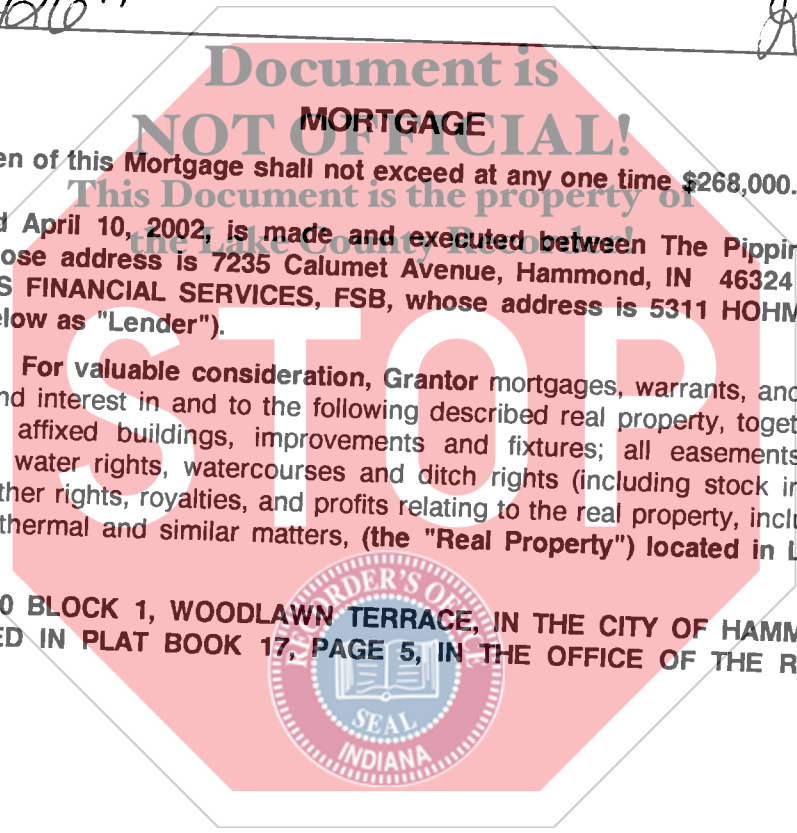 Document is
NOT OFFICIAL!
This Document is the property of
the Lake County Recorder!
MORTGAGE
en of this Mortgage shall not exceed at any one time $268,000.
d April 10, 2002, is made and executed between The Pippin
ose address is 7235 Calumet Avenue, Hammond, IN 46324
S FINANCIAL SERVICES, FSB, whose address is 5311 HOHM
elow as "Lender").
For valuable consideration, Grantor mortgages, warrants, and
nd interest in and to the following described real property, toget
affixed buildings, improvements and fixtures; all easements
water rights, watercourses and ditch rights (including stock in
ther rights, royalties, and profits relating to the real property, inclu
thermal and similar matters, (the "Real Property") located in L
0 BLOCK 1, WOODLAWN TERRACE, IN THE CITY OF HAMM
ED IN PLAT BOOK 17, PAGE 5, IN THE OFFICE OF THE R
STOP
RECORDER'S OFFICE
SEAL
INDIANA